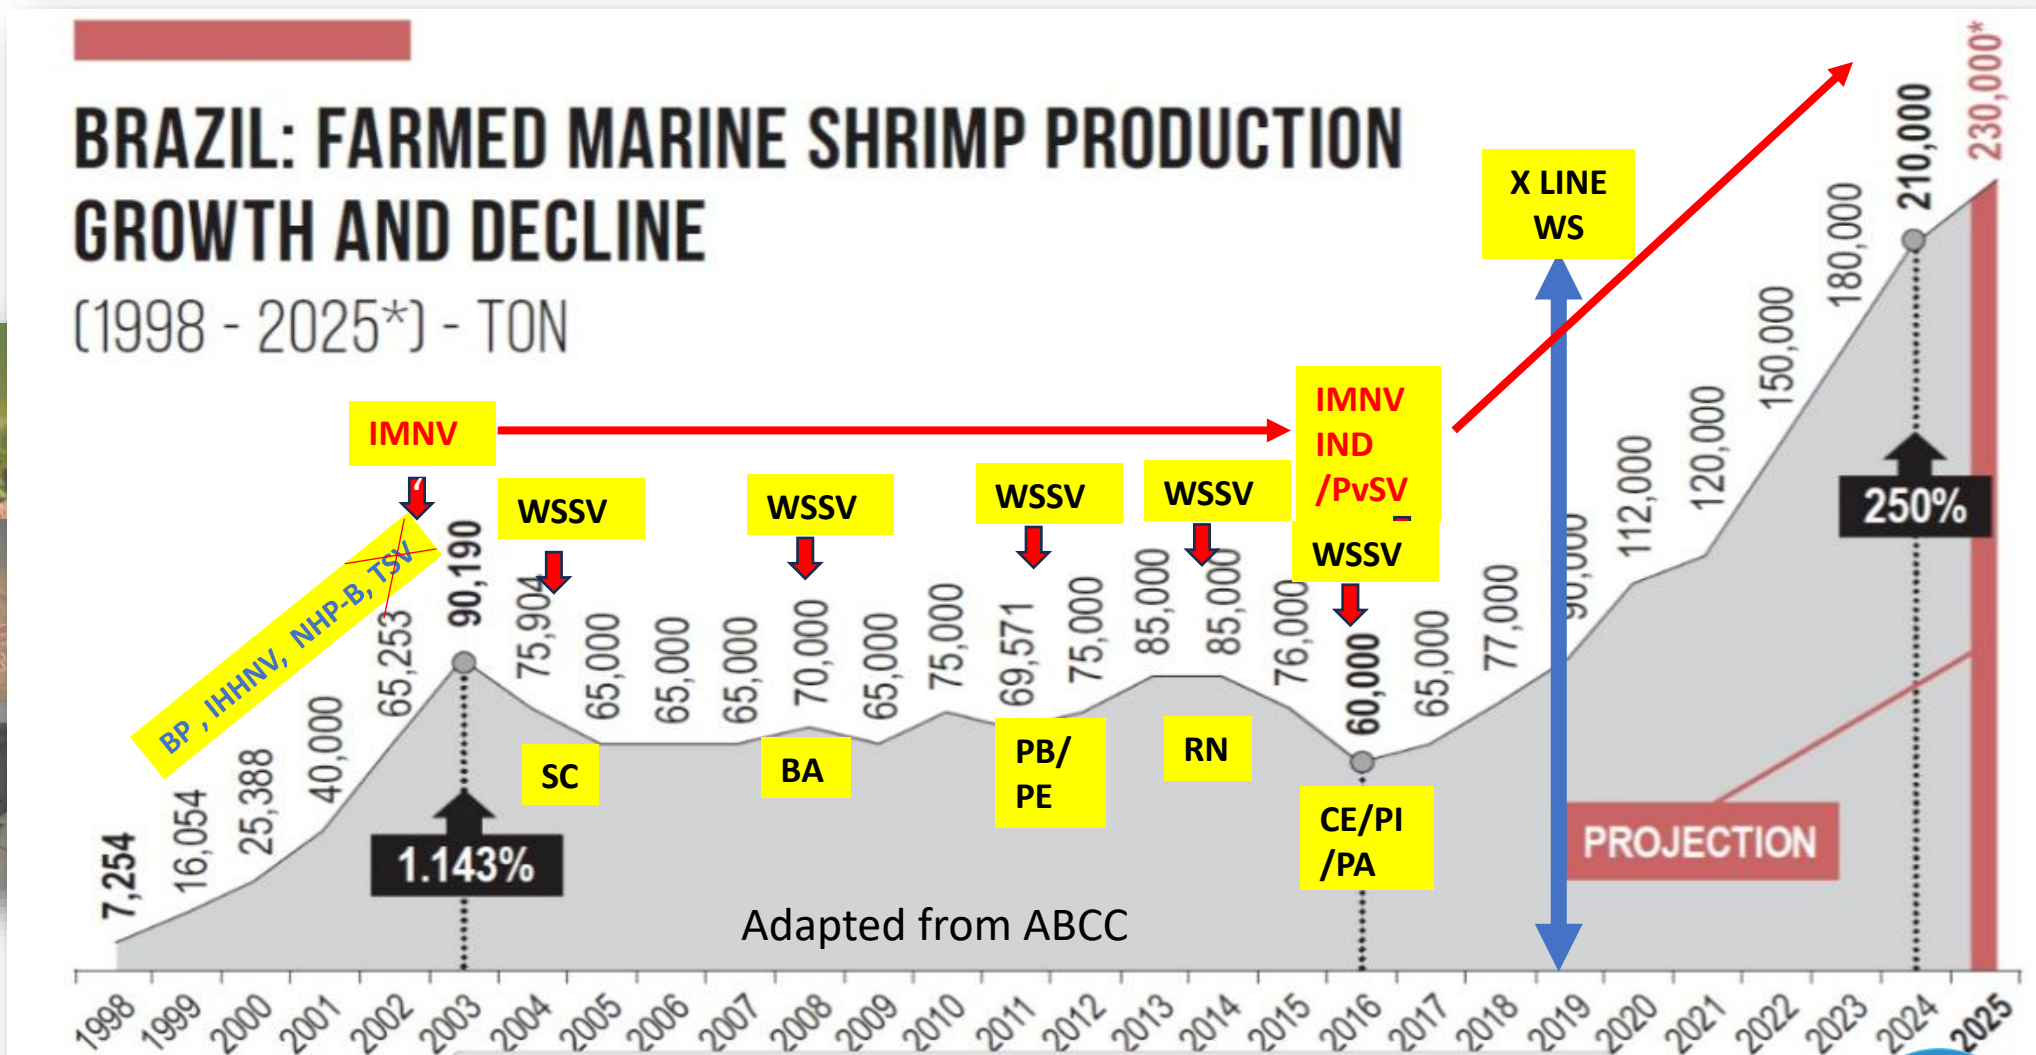 BRAZIL: FARMED MARINE SHRIMP PRODUCTION
GROWTH AND DECLINE
(1998 - 2025*) - TON
X LINE
WS
IMNV
BP , IHHNV, NHP-B, TSV
WSSV
WSSV
WSSV
WSSV
IMNV
IND
/PvSV
WSSV
7,254
16,054
25,388
40,000
65,253
90,190
75,904
65,000
65,000
65,000
70,000
65,000
75,000
69,571
75,000
85,000
85,000
76,000
60,000
65,000
77,000
90,000
112,000
120,000
150,000
180,000
210,000
230,000*
SC
BA
PB/
PE
RN
CE/PI
/PA
1.143%
250%
PROJECTION
Adapted from ABCC
1998
1999
2000
2001
2002
2003
2004
2005
2006
2007
2008
2009
2010
2011
2012
2013
2014
2015
2016
2017
2018
2019
2020
2021
2022
2023
2024
2025